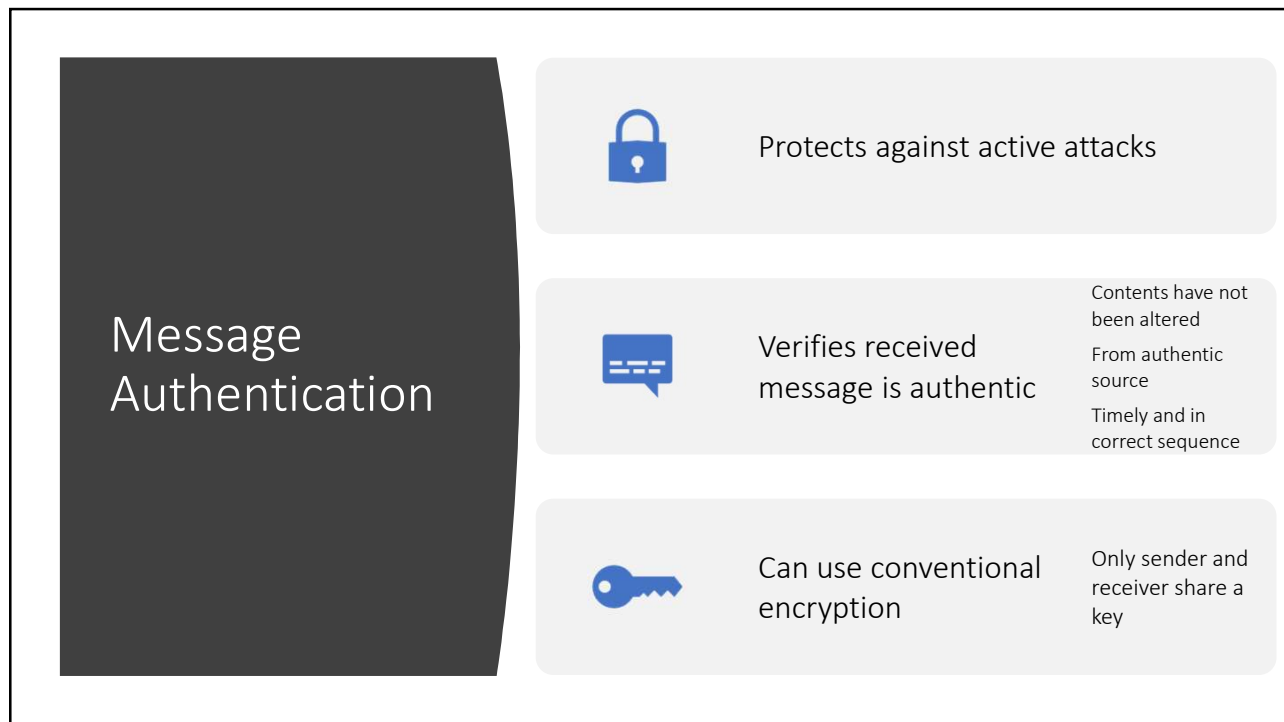 Message
Authentication
Protects against active attacks
Verifies received
message is authentic
Contents have not
been altered
From authentic
source
Timely and in
correct sequence
Can use conventional
encryption
Only sender and
receiver share a
key